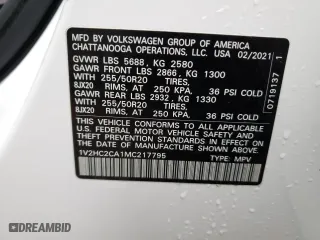 MFD. BY VOLKSWAGEN GROUP OF AMERICA
CHATTANOOGA OPERATIONS, LLC. USA 02/2021
GVWR LBS 5688, KG 2580
GAWR FRONT LBS 2866, KG 1300
WITH 255/50R20 TIRES,
8JX20 RIMS, AT 250 KPA. 36 PSI COLD
GAWR REAR LBS 2932, KG 1330
WITH 255/50R20 TIRES,
8JX20 RIMS, AT 250 KPA. 36 PSI COLD
THIS VEHICLE CONFORMS TO ALL APPLICABLE
U.S. FEDERAL MOTOR VEHICLE SAFETY AND
THEFT PREVENTION STANDARDS IN EFFECT ON
THE DATE OF MANUFACTURE SHOWN ABOVE.
1V2HC2CA1MC217795 TYPE: MPV
0719137 1
DEALERSHIP.COM